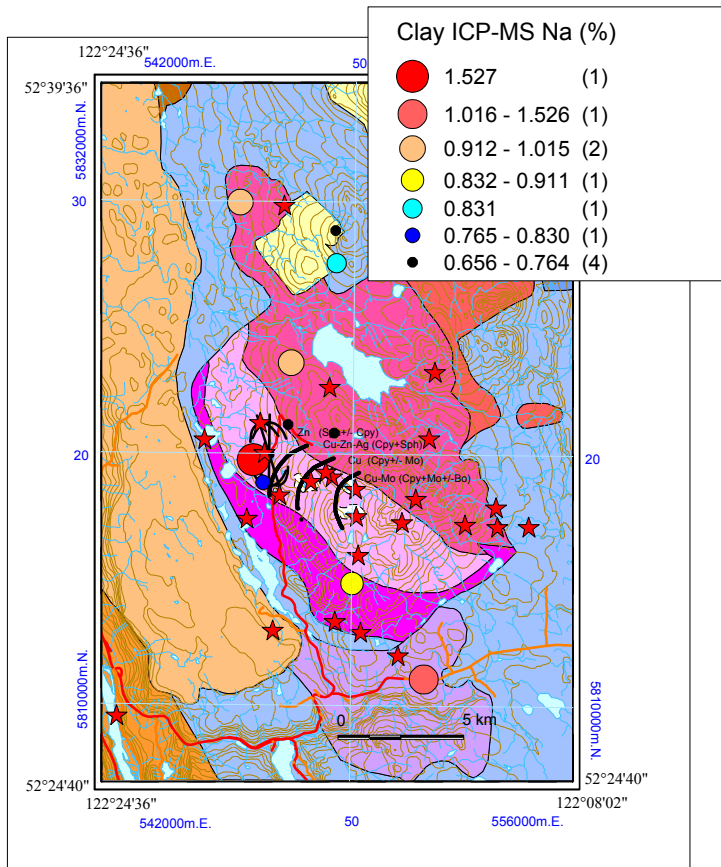 Clay ICP-MS Na (%)
1.527 (1)
1.016 - 1.526 (1)
0.912 - 1.015 (2)
0.832 - 0.911 (1)
0.831 (1)
0.765 - 0.830 (1)
0.656 - 0.764 (4)
122°24'36"
542000m.E.
50
52°39'36"
5832000m.N.
30
Zn (Sph+/- Cpy)
Cu-Zn-Ag (Cpy+Sph)
Cu (Cpy+/- Mo)
Cu-Mo (Cpy+Mo+/-Bo)
20
20
5810000m.N.
5810000m.N.
0
5 km
52°24'40"
52°24'40"
122°24'36"
122°08'02"
542000m.E.
50
556000m.E.